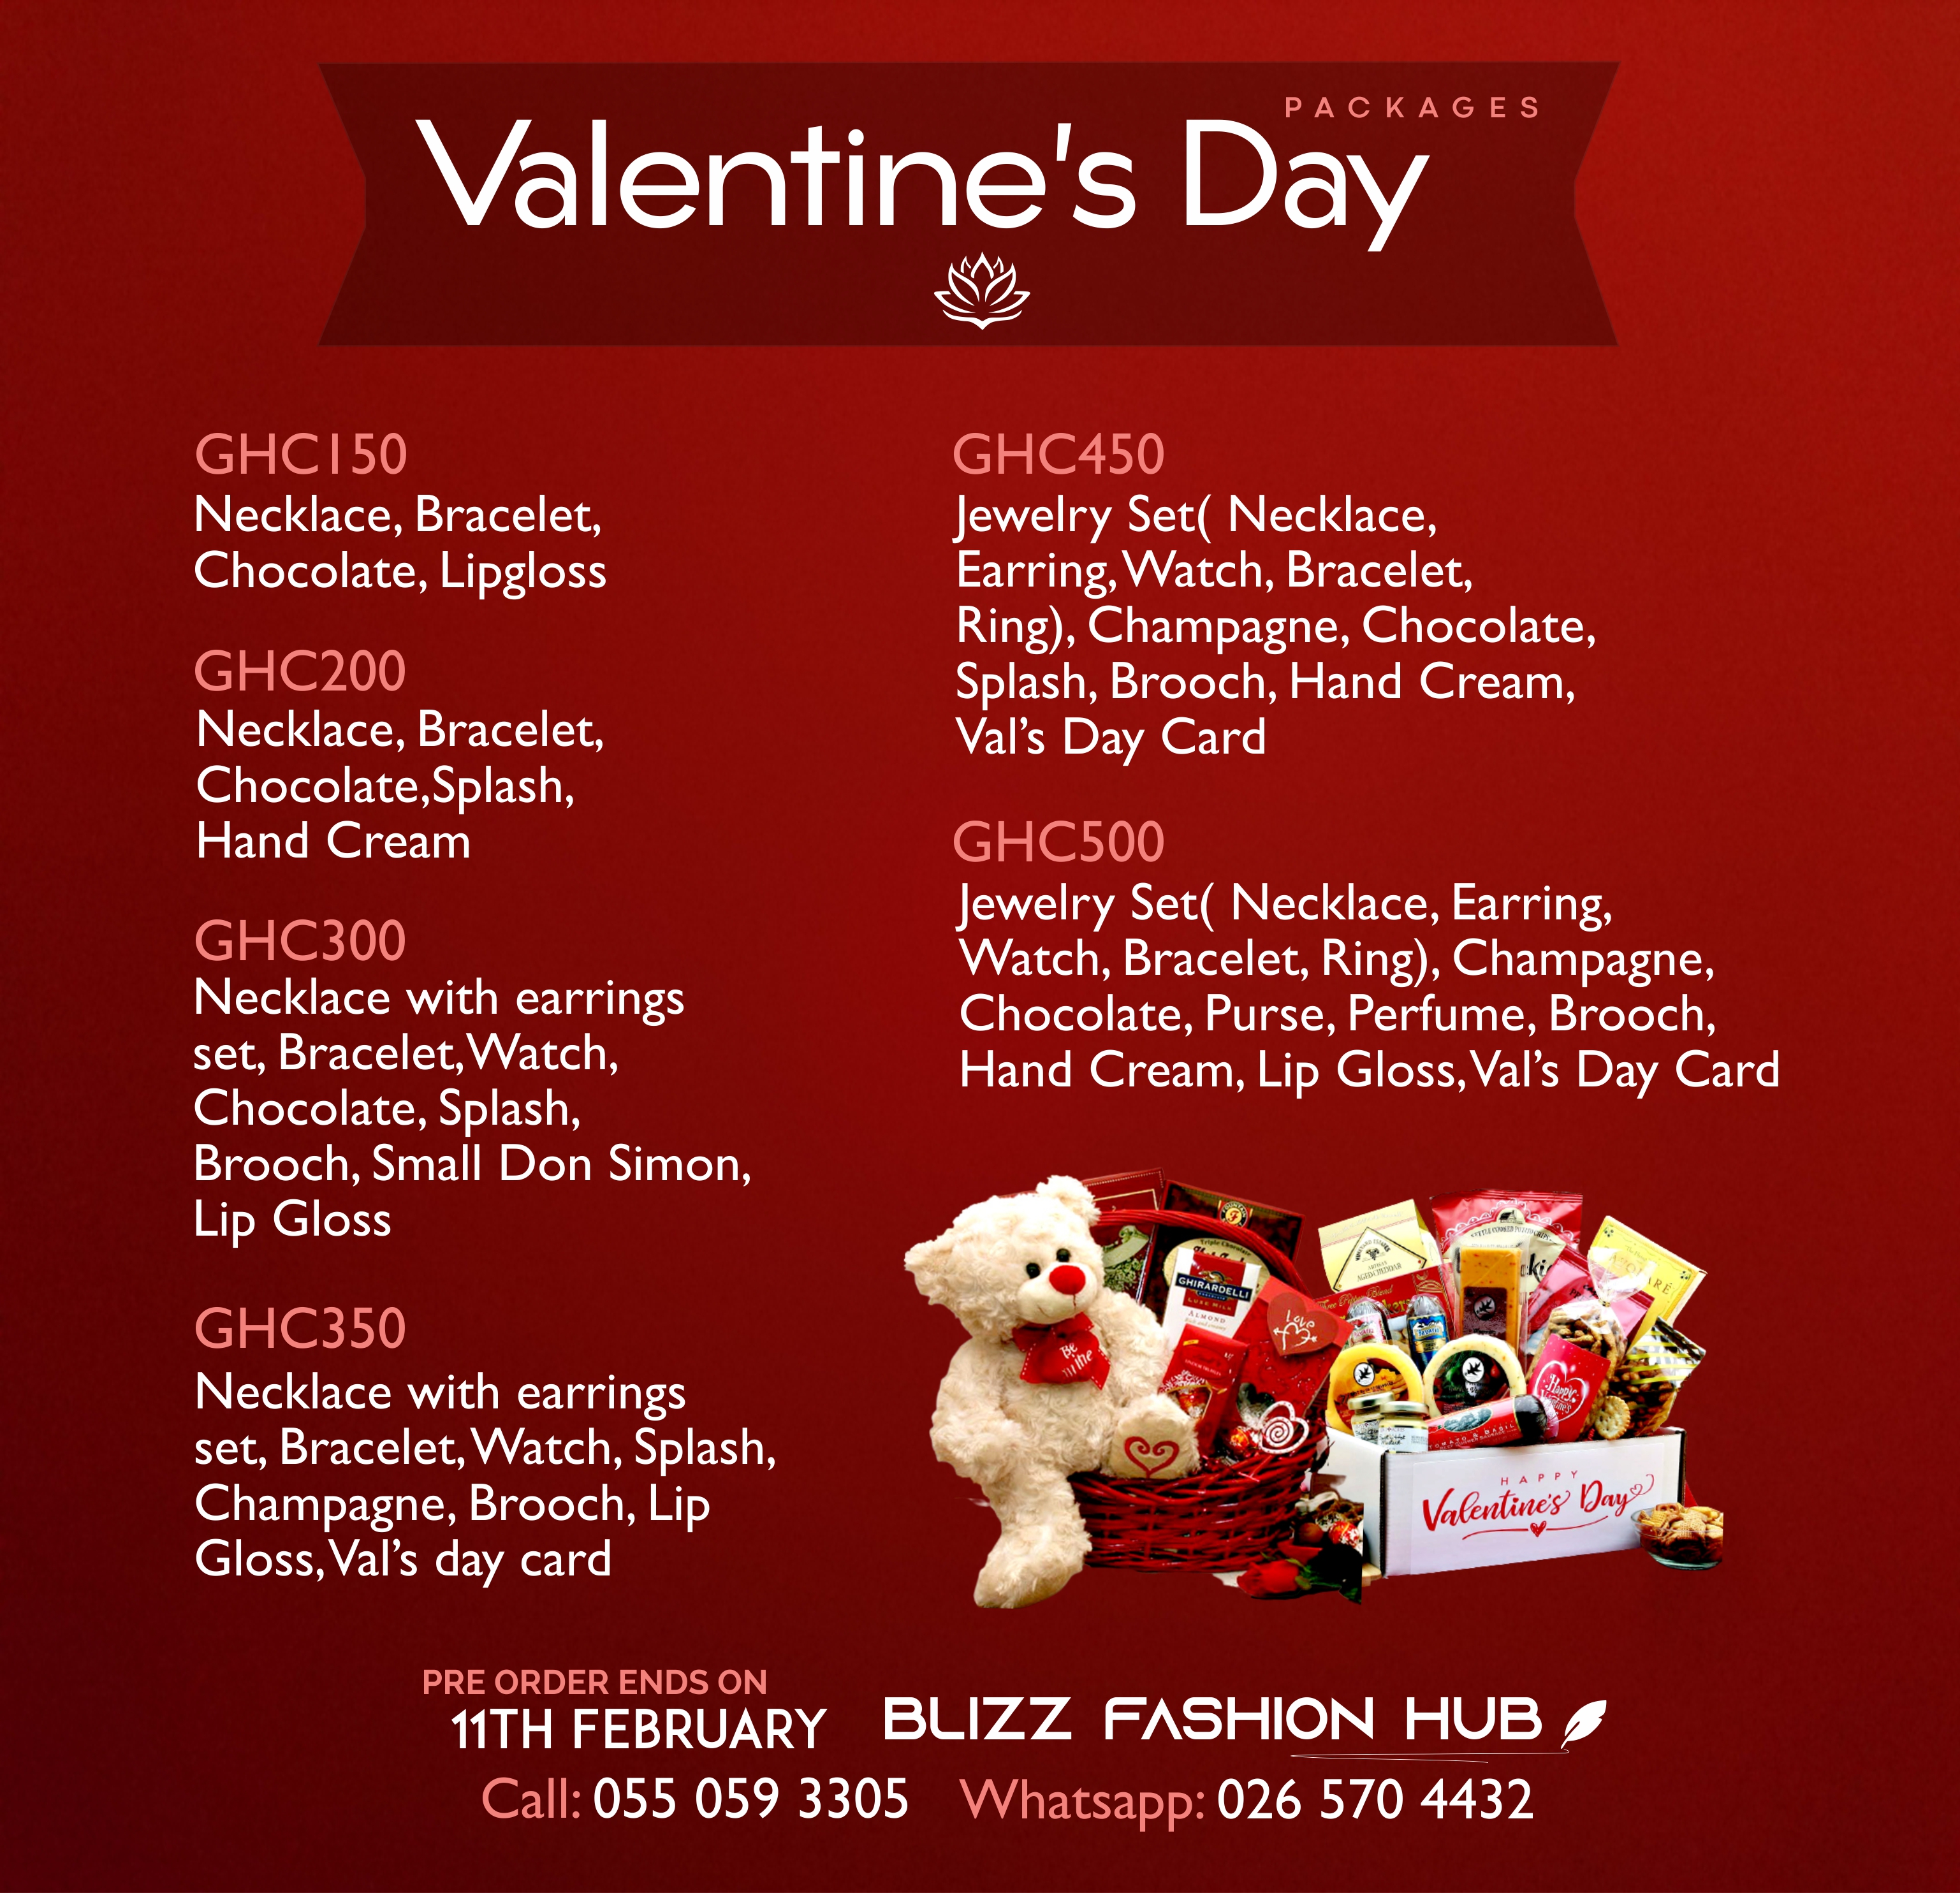 PACKAGES
Valentine's Day
GHC150
Necklace, Bracelet,
Chocolate, Lipgloss
GHC200
Necklace, Bracelet,
Chocolate,Splash,
Hand Cream
GHC300
Necklace with earrings
set, Bracelet,Watch,
Chocolate, Splash,
Brooch, Small Don Simon,
Lip Gloss
GHC350
Necklace with earrings
set, Bracelet,Watch, Splash,
Champagne, Brooch, Lip
Gloss,Val’s day card
GHC450
Jewelry Set( Necklace,
Earring,Watch, Bracelet,
Ring), Champagne, Chocolate,
Splash, Brooch, Hand Cream,
Val’s Day Card
GHC500
Jewelry Set( Necklace, Earring,
Watch, Bracelet, Ring), Champagne,
Chocolate, Purse, Perfume, Brooch,
Hand Cream, Lip Gloss,Val’s Day Card
GHIRARDELLI
ALMOND
Love
Be
mine
HAPPY
Valentine's Day
PRE ORDER ENDS ON
11TH FEBRUARY
BLIZZ FASHION HUB
Call: 055 059 3305
Whatsapp: 026 570 4432